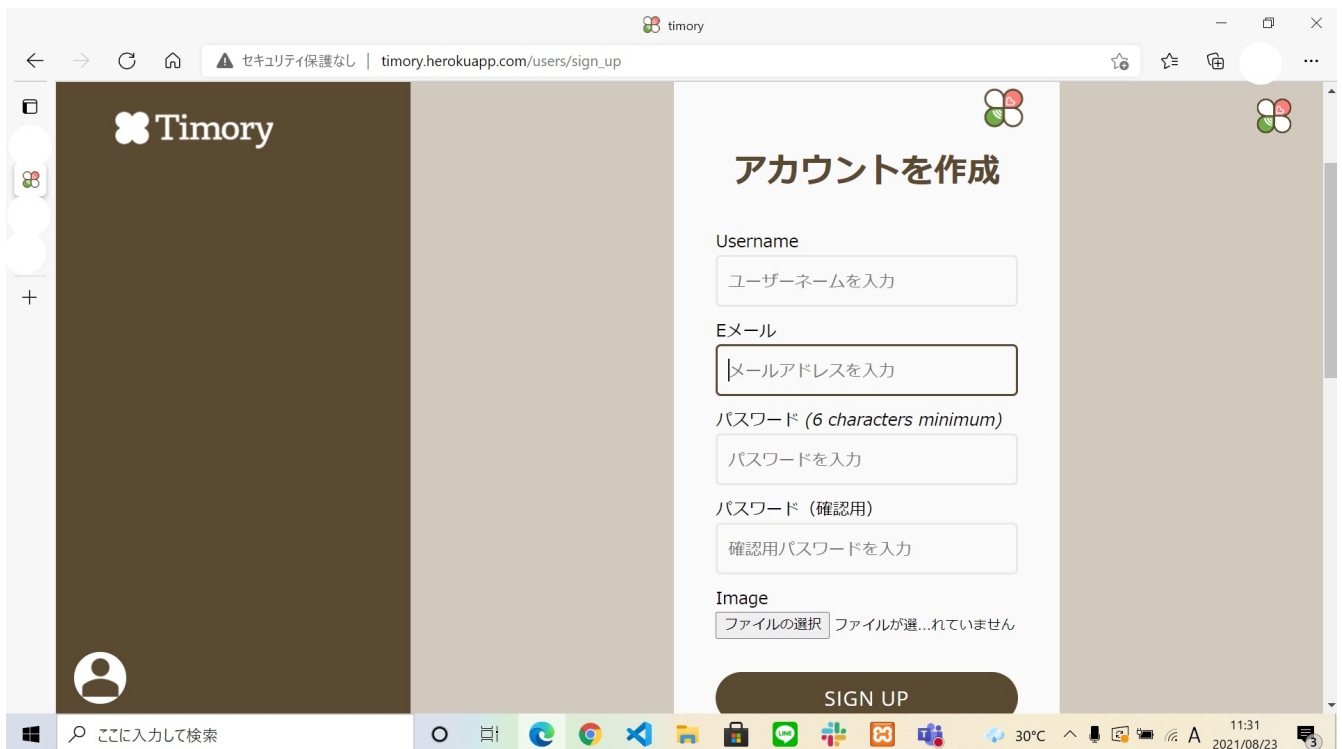 timory
セキュリティ保護なし | timory.herokuapp.com/users/sign_up
Timory
アカウントを作成
Username
ユーザーネームを入力
Eメール
メールアドレスを入力
パスワード (6 characters minimum)
パスワードを入力
パスワード（確認用）
確認用パスワードを入力
Image
ファイルの選択 ファイルが選...れていません
SIGN UP
ここに入力して検索
LINE
30°C
A
11:31
2021/08/23
3